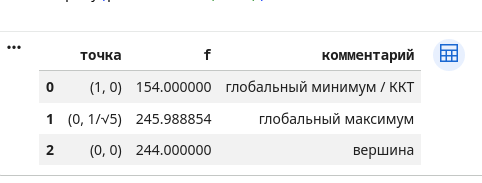 точка f комментарий
0 (1, 0) 154.000000 глобальный минимум / ККТ
1 (0, 1/√5) 245.988854 глобальный максимум
2 (0, 0) 244.000000 вершина